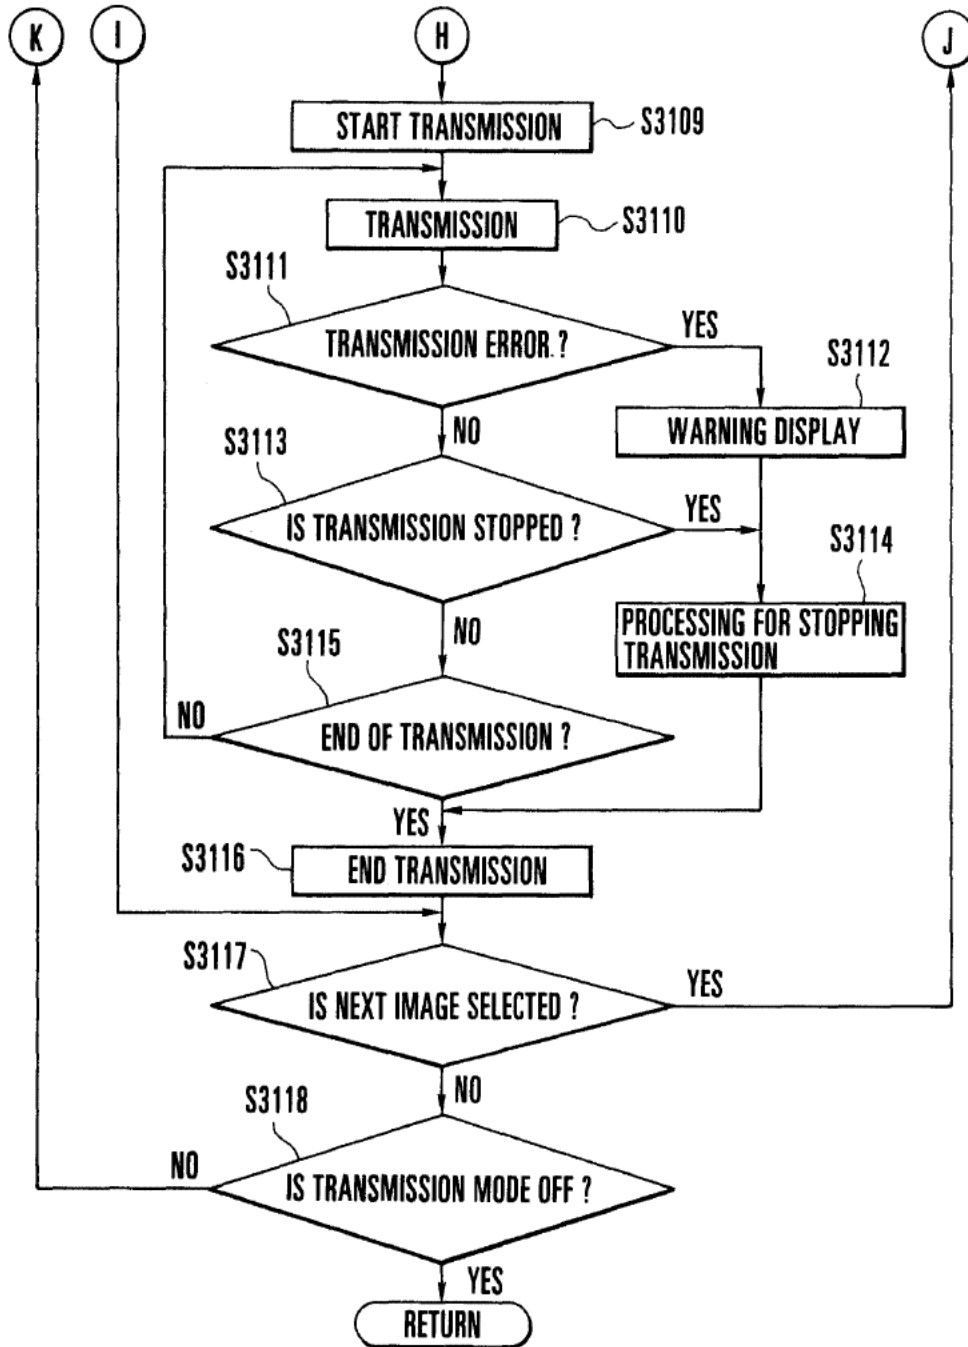 K I H J
START TRANSMISSION S3109
TRANSMISSION S3110
S3111
TRANSMISSION ERROR ?
YES
S3112
WARNING DISPLAY
NO
S3113
IS TRANSMISSION STOPPED ?
YES
S3114
PROCESSING FOR STOPPING
TRANSMISSION
NO
S3115
END OF TRANSMISSION ?
NO
YES
S3116 END TRANSMISSION
S3117
IS NEXT IMAGE SELECTED ?
YES
NO
S3118
IS TRANSMISSION MODE OFF ?
NO
YES
RETURN